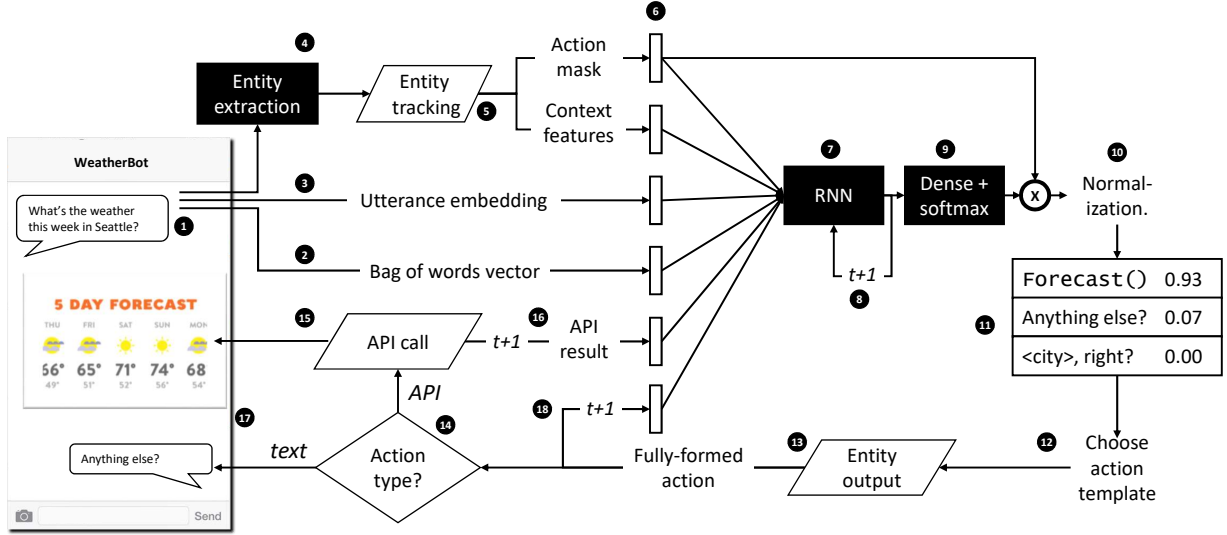 6
4
Action
mask
Entity
extraction
Entity
tracking
5
Context
features
WeatherBot
7
9
10
3
Utterance embedding
RNN
Dense +
softmax
X
Normal-
ization.
What's the weather
this week in Seattle?
1
2
Bag of words vector
t+1
8
Forecast() 0.93
Anything else? 0.07
<city>, right? 0.00
11
5 DAY FORECAST
THU FRI SAT SUN MON
66° 65° 71° 74° 68
49° 51° 52° 56° 54°
15
API call
16
t+1
API
result
API
18
t+1
17
14
13
12
text
Action
type?
Fully-formed
action
Entity
output
Choose
action
template
Anything else?
Send